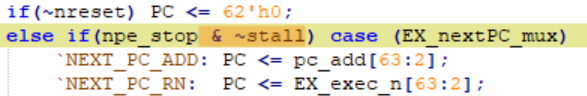 if(~nreset) PC <= 62'h0;
else if(npe_stop & ~stall) case (EX_nextPC_mux)
`NEXT_PC_ADD: PC <= pc_add[63:2];
`NEXT_PC_RN: PC <= EX_exec_n[63:2];